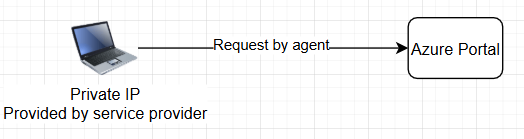 Request by agent
Azure Portal
Private IP
Provided by service provider